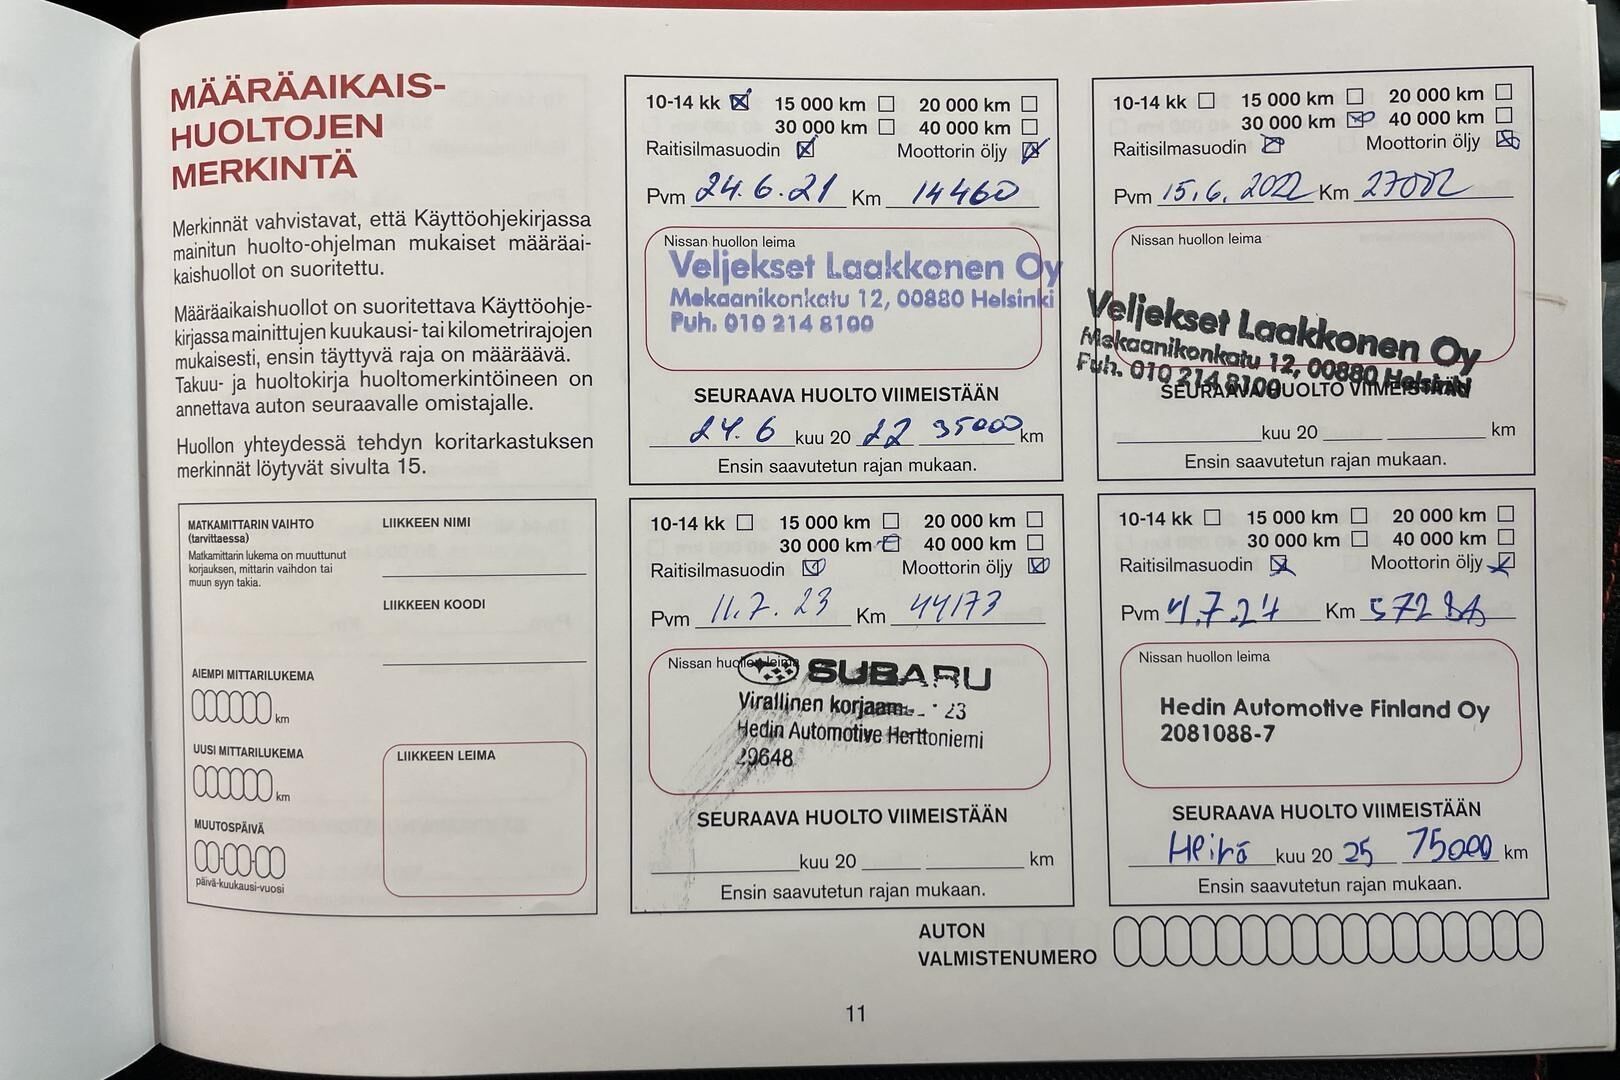 MÄÄRÄAIKAIS-
HUOLTOJEN
MERKINTÄ
Merkinnät vahvistavat, että Käyttöohjekirjassa
mainitun huolto-ohjelman mukaiset määräai-
kaishuollot on suoritettu.
Määräaikaishuollot on suoritettava Käyttöohje-
kirjassa mainittujen kuukausi- tai kilometrirajojen
mukaisesti, ensin täyttyvä raja on määräävä.
Takuu- ja huoltokirja huoltomerkintöineen on
annettava auton seuraavalle omistajalle.
Huollon yhteydessä tehdyn koritarkastuksen
merkinnät löytyvät sivulta 15.
MATKAMITTARIN VAIHTO
(tarvittaessa)
Matkamittarin lukema on muuttunut
korjauksen, mittarin vaihdon tai
muun syyn takia.
LIIKKEEN NIMI
LIIKKEEN KOODI
AIEMPI MITTARILUKEMA
km
UUSI MITTARILUKEMA
km
MUUTOSPÄIVÄ
päivä-kuukausi-vuosi
LIIKKEEN LEIMA
10-14 kk 15 000 km 20 000 km
30 000 km 40 000 km
Raitisilmasuodin Moottorin öljy
Pvm 24.6.21 Km 14460
Nissan huollon leima
Veljekset Laakkonen Oy
Mekaanikonkatu 12, 00880 Helsinki
Puh. 010 214 8100
SEURAAVA HUOLTO VIIMEISTÄÄN
24.6 kuu 20 22 35000 km
Ensin saavutetun rajan mukaan.
10-14 kk 15 000 km 20 000 km
30 000 km 40 000 km
Raitisilmasuodin Moottorin öljy
Pvm 15.6.2022 Km 27002
Nissan huollon leima
Veljekset Laakkonen Oy
Mekaanikonkatu 12, 00880 Helsinki
Puh. 010 214 8100
SEURAAVA HUOLTO VIIMEISTÄÄN
kuu 20 km
Ensin saavutetun rajan mukaan.
10-14 kk 15 000 km 20 000 km
30 000 km 40 000 km
Raitisilmasuodin Moottorin öljy
Pvm 11.7.23 Km 44173
Nissan huollon leima
SUBARU
Virallinen 23
Hedin Automotive Herttoniemi
29648
SEURAAVA HUOLTO VIIMEISTÄÄN
kuu 20 km
Ensin saavutetun rajan mukaan.
10-14 kk 15 000 km 20 000 km
30 000 km 40 000 km
Raitisilmasuodin Moottorin öljy
Pvm Km
Nissan huollon leima
Hedin Automotive Finland Oy
2081088-7
SEURAAVA HUOLTO VIIMEISTÄÄN
Heinä kuu 20 25 75000 km
Ensin saavutetun rajan mukaan.
AUTON
VALMISTENUMERO
11